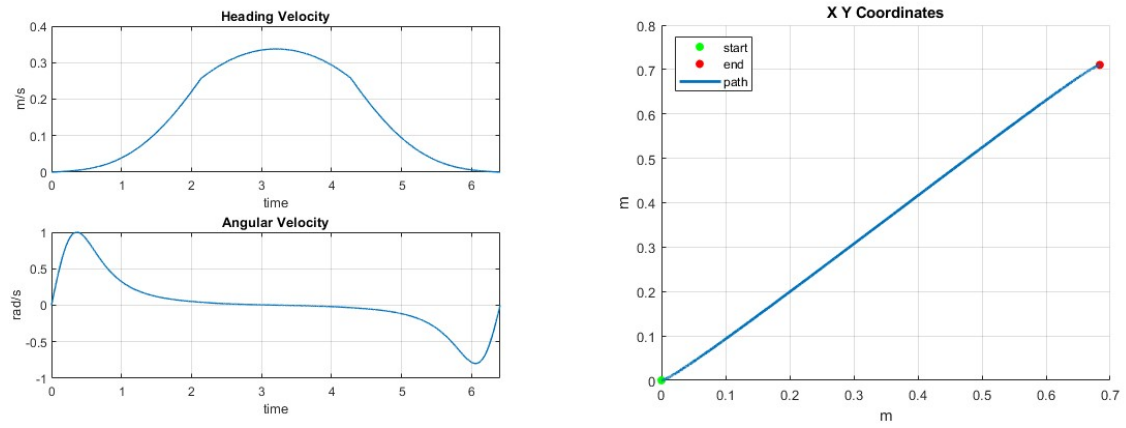 Heading Velocity
0.4
0.3
0.2
0.1
0
m/s
0 1 2 3 4 5 6
time
Angular Velocity
1
0.5
0
-0.5
-1
rad/s
0 1 2 3 4 5 6
time
X Y Coordinates
0.8
0.7
0.6
0.5
0.4
0.3
0.2
0.1
0
m
start
end
path
0 0.1 0.2 0.3 0.4 0.5 0.6 0.7
m